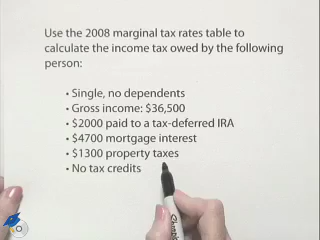 Use the 2008 marginal tax rates table to
calculate the income tax owed by the following
person:
• Single, no dependents
• Gross income: $36,500
• $2000 paid to a tax-deferred IRA
• $4700 mortgage interest
• $1300 property taxes
• No tax credits